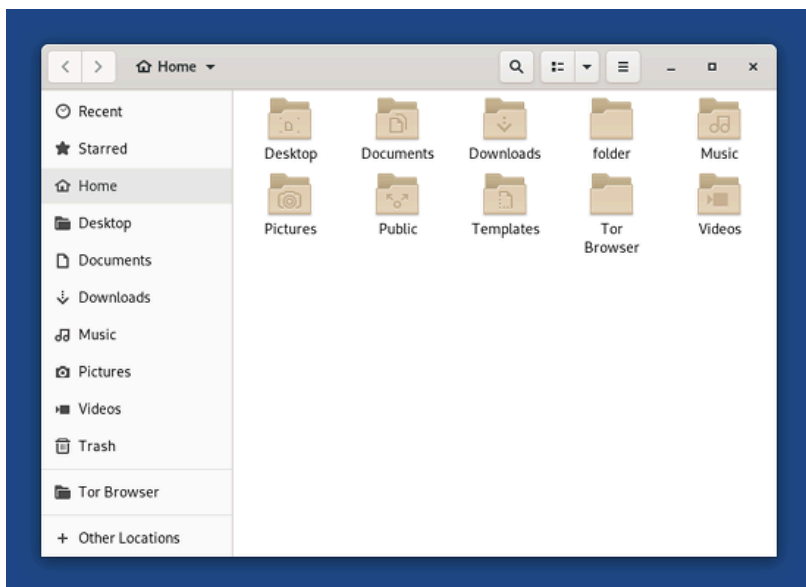 Home
Recent
Starred
Home
Desktop
Documents
Downloads
Music
Pictures
Videos
Trash
Tor Browser
Other Locations
Desktop Documents Downloads folder Music
Pictures Public Templates Tor Videos
Browser